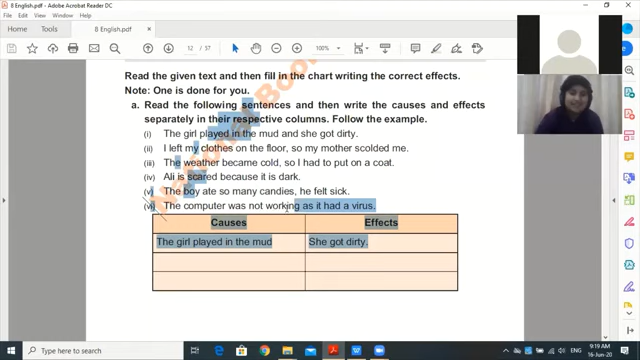 8 English.pdf - Adobe Acrobat Reader DC
File Edit View Window Help
Home Tools 8 English.pdf Sign In
12 / 57 100%
Read the given text and then fill in the chart writing the correct effects.
Note: One is done for you.
a. Read the following sentences and then write the causes and effects
separately in their respective columns. Follow the example.
(i) The girl played in the mud and she got dirty.
(ii) I left my clothes on the floor, so my mother scolded me.
(iii) The weather became cold, so I had to put on a coat.
(iv) Ali is scared because it is dark.
(v) The boy ate so many candies, he felt sick.
(vi) The computer was not working as it had a virus.
Causes Effects
The girl played in the mud She got dirty.
National Boo
9:19 AM
16-Jun-20